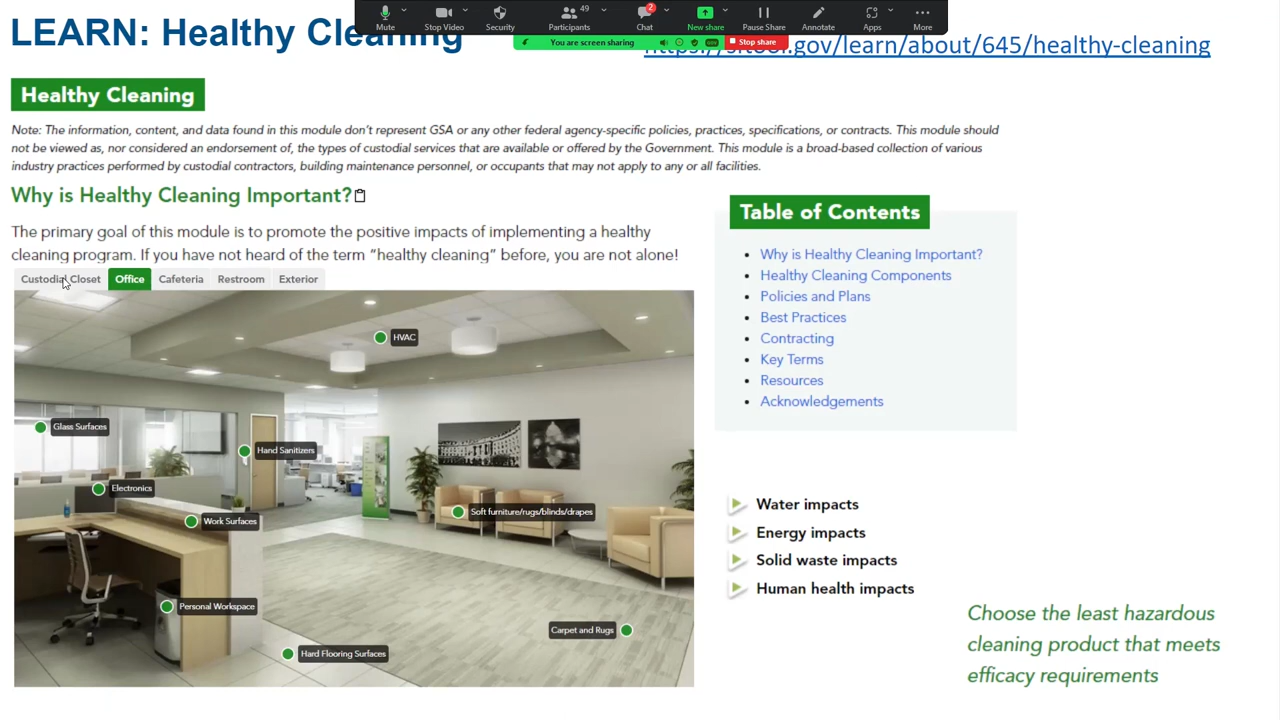 LEARN: Healthy Cleaning
Mute
Stop Video
Security
49
Participants
2
Chat
New share
Pause Share
Annotate
Apps
More
You are screen sharing
Stop share
.gov/learn/about/645/healthy-cleaning
Healthy Cleaning
Note: The information, content, and data found in this module don't represent GSA or any other federal agency-specific policies, practices, specifications, or contracts. This module should
not be viewed as, nor considered an endorsement of, the types of custodial services that are available or offered by the Government. This module is a broad-based collection of various
industry practices performed by custodial contractors, building maintenance personnel, or occupants that may not apply to any or all facilities.
Why is Healthy Cleaning Important?
The primary goal of this module is to promote the positive impacts of implementing a healthy
cleaning program. If you have not heard of the term “healthy cleaning” before, you are not alone!
Custodial Closet
Office
Cafeteria
Restroom
Exterior
HVAC
Glass Surfaces
Hand Sanitizers
Electronics
Soft furniture/rugs/blinds/drapes
Work Surfaces
Personal Workspace
Carpet and Rugs
Hard Flooring Surfaces
Table of Contents
Why is Healthy Cleaning Important?
Healthy Cleaning Components
Policies and Plans
Best Practices
Contracting
Key Terms
Resources
Acknowledgements
Water impacts
Energy impacts
Solid waste impacts
Human health impacts
Choose the least hazardous
cleaning product that meets
efficacy requirements